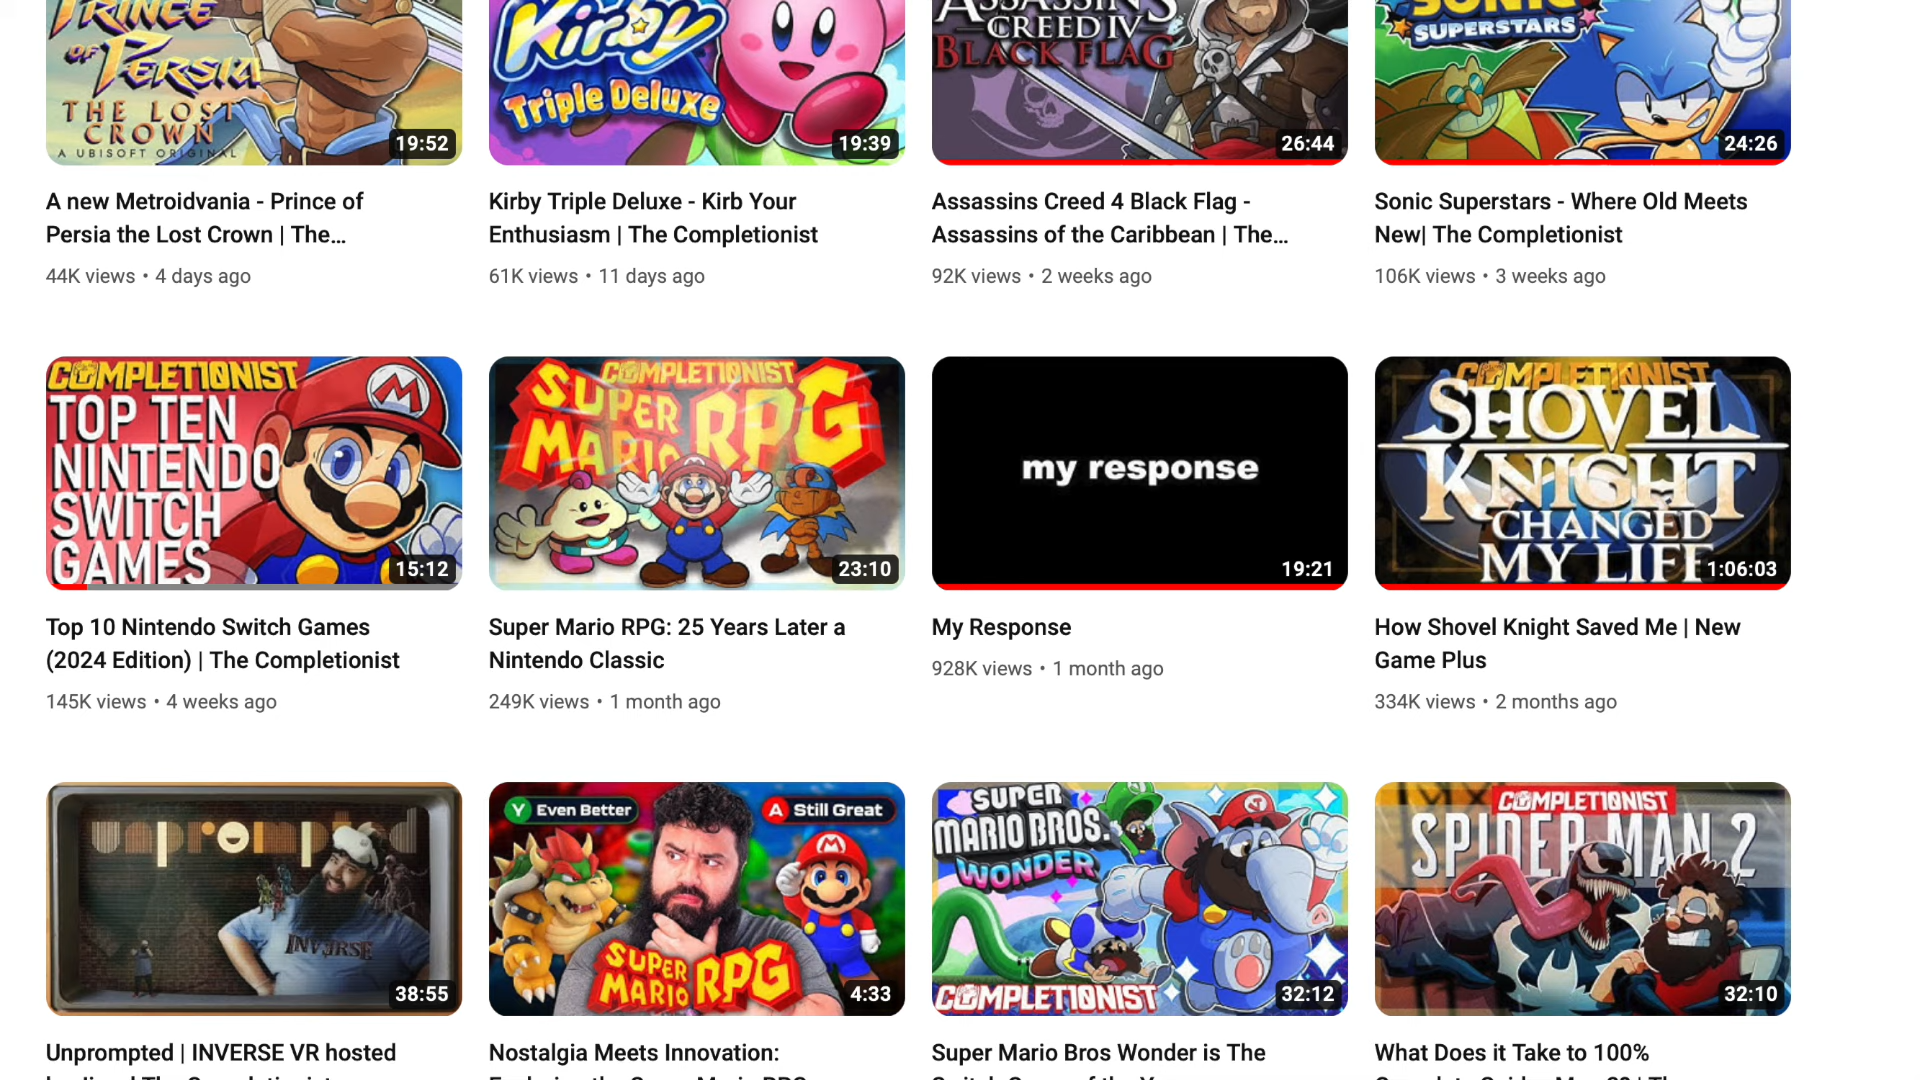 PRINCE
OF
PERSIA
THE LOST
CROWN
A UBISOFT ORIGINAL
19:52
Kirby
Triple Deluxe
19:39
ASSASSIN'S
CREED IV
BLACK FLAG
26:44
SONIC
SUPERSTARS
24:26
A new Metroidvania - Prince of
Persia the Lost Crown | The...
44K views • 4 days ago
Kirby Triple Deluxe - Kirb Your
Enthusiasm | The Completionist
61K views • 11 days ago
Assassins Creed 4 Black Flag -
Assassins of the Caribbean | The...
92K views • 2 weeks ago
Sonic Superstars - Where Old Meets
New| The Completionist
106K views • 3 weeks ago
COMPLET1ONIST
TOP TEN
NINTENDO
SWITCH
GAMES
15:12
COMPLET1ONIST
SUPER
MARIO RPG
23:10
my response
19:21
COMPLET1ONIST
SHOVEL
KNIGHT
CHANGED
MY LIFE
1:06:03
Top 10 Nintendo Switch Games
(2024 Edition) | The Completionist
145K views • 4 weeks ago
Super Mario RPG: 25 Years Later a
Nintendo Classic
249K views • 1 month ago
My Response
928K views • 1 month ago
How Shovel Knight Saved Me | New
Game Plus
334K views • 2 months ago
unprompted
INVERSE
38:55
Y Even Better
A Still Great
SUPER
MARIO RPG
4:33
SUPER
MARIO BROS.
WONDER
COMPLET1ONIST
32:12
COMPLET1ONIST
SPIDER-MAN 2
32:10
Unprompted | INVERSE VR hosted
Nostalgia Meets Innovation:
Super Mario Bros Wonder is The
What Does it Take to 100%